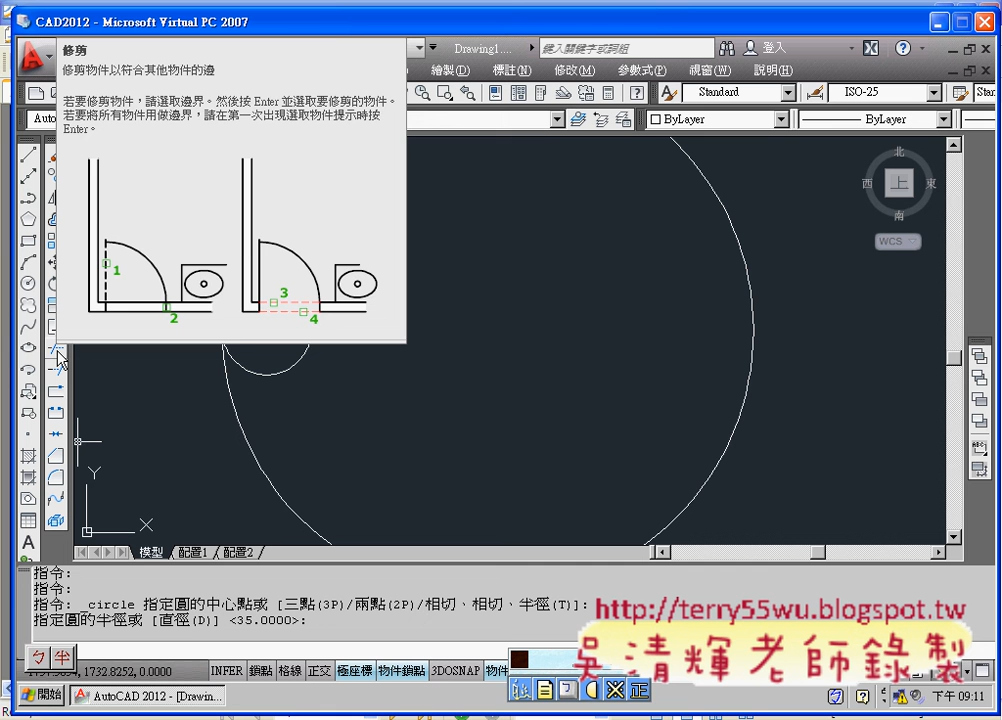 CAD2012 - Microsoft Virtual PC 2007
修剪
修剪物件以符合其他物件的邊
若要修剪物件，請選取邊界。然後按 Enter 並選取要修剪的物件。
若要將所有物件用做邊界，請在第一次出現選取物件提示時按
Enter。
1
2
3
4
Drawing1....
鍵入關鍵字或詞組
登入
繪製(D)
標註(N)
修改(M)
參數式(P)
視窗(W)
說明(H)
Standard
ISO-25
Star
Auto
ByLayer
ByLayer
北
西
上
東
南
WCS
Y
X
A
模型
配置1
配置2
指令:
指令:
指令: _circle 指定圓的中心點或 [三點(3P)/兩點(2P)/相切、相切、半徑(T)]:
指定圓的半徑或 [直徑(D)] <35.0000>:
http://terry55wu.blogspot.tw
吳清輝老師錄製
ㄅ 半
1732.8252, 0.0000
INFER
鎖點
格線
正交
極座標
物件鎖點
3DOSNAP
物件
正
開始
AutoCAD 2012 - [Drawin...
下午 09:11